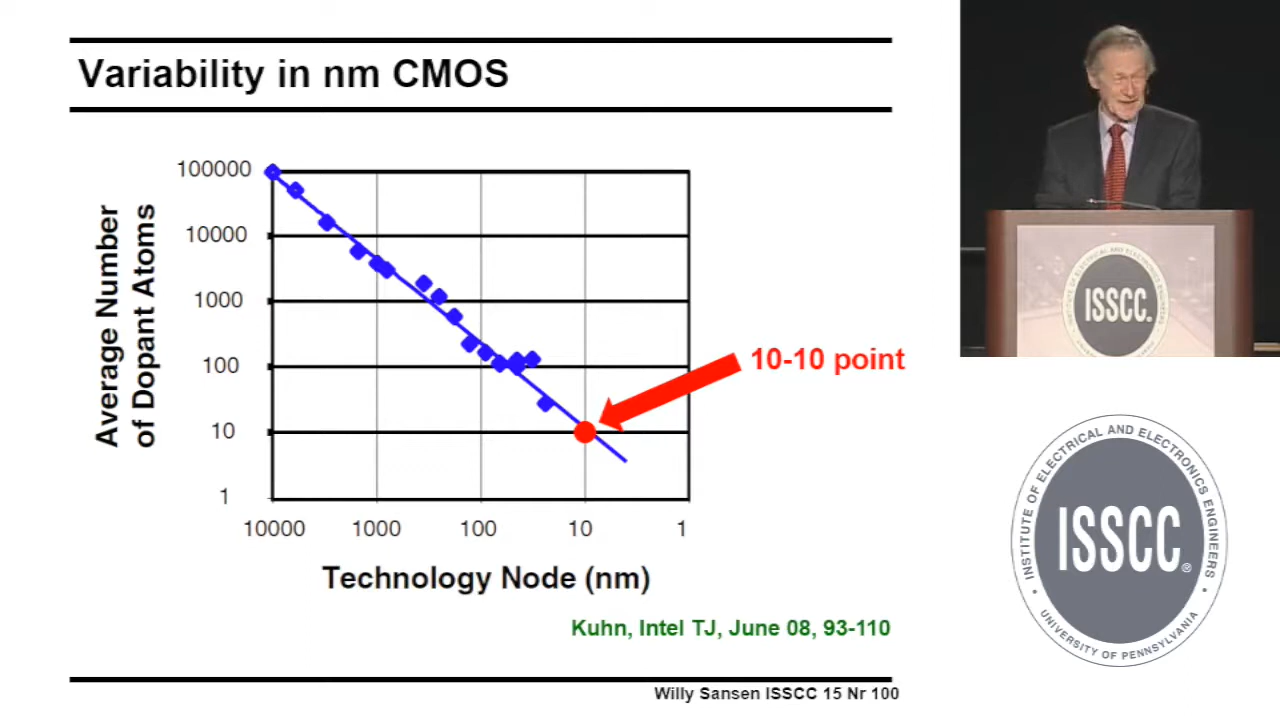 Variability in nm CMOS
Average Number
of Dopant Atoms
100000
10000
1000
100
10
1
10000
1000
100
10
1
Technology Node (nm)
10-10 point
Kuhn, Intel TJ, June 08, 93-110
Willy Sansen ISSCC 15 Nr 100
ISSCC.
INSTITUTE OF ELECTRICAL AND ELECTRONICS ENGINEERS
ISSCC®
UNIVERSITY OF PENNSYLVANIA